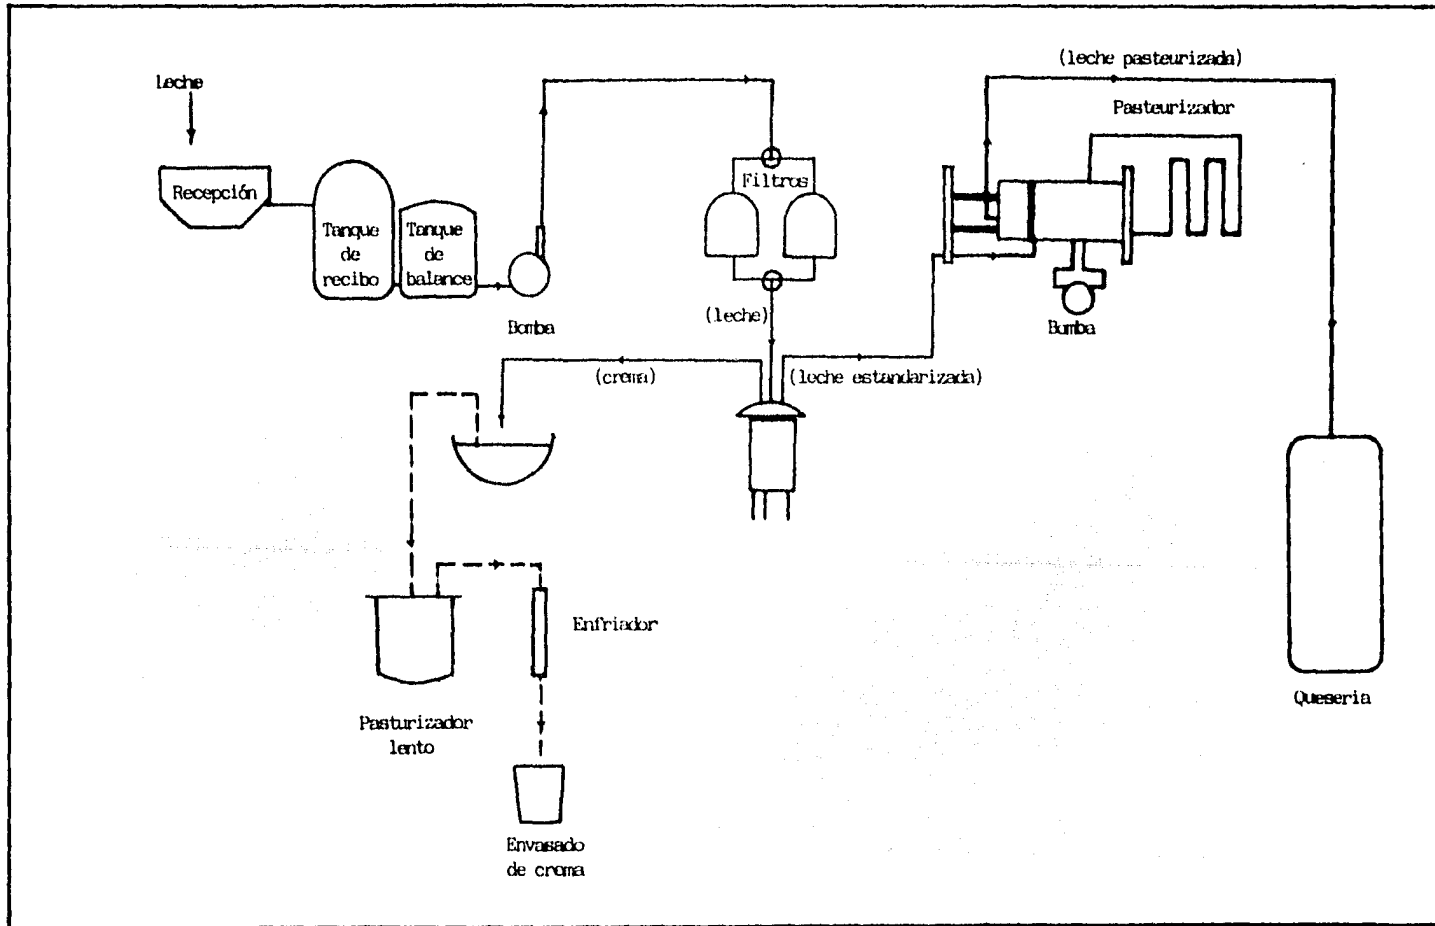 Leche
Recepción
Tanque
de
recibo
Tanque
de
balance
Bomba
Filtros
(leche)
(crema)
(leche estandarizada)
(leche pasteurizada)
Pasteurizador
Bomba
Queseria
Pasturizador
lento
Enfriador
Envasado
de crema